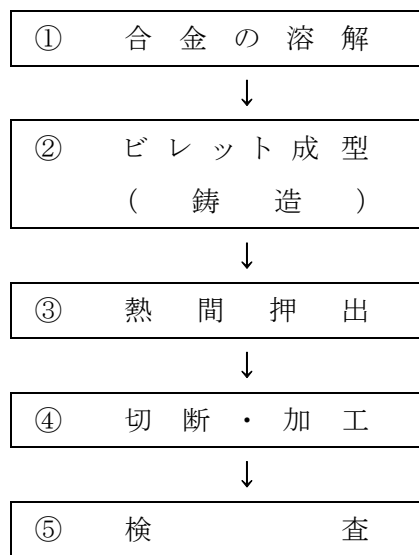 ① 合金の溶解
↓
② ビレット成型
(鋳造)
↓
③ 熱間押出
↓
④ 切断・加工
↓
⑤ 検査